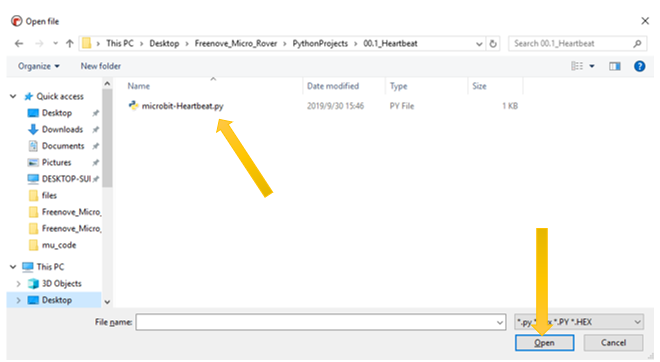 Open file
This PC > Desktop > Freenove_Micro_Rover > PythonProjects > 00.1_Heartbeat
Search 00.1_Heartbeat
Organize New folder
Name Date modified Type Size
Quick access
microbit-Heartbeat.py 2019/9/30 15:46 PY File 1 KB
Desktop
Downloads
Documents
Pictures
DESKTOP-SUI
files
Freenove_Micro_
Freenove_Micro_
mu_code
This PC
3D Objects
Desktop
File name: *.py *.PY *.HEX
Open Cancel